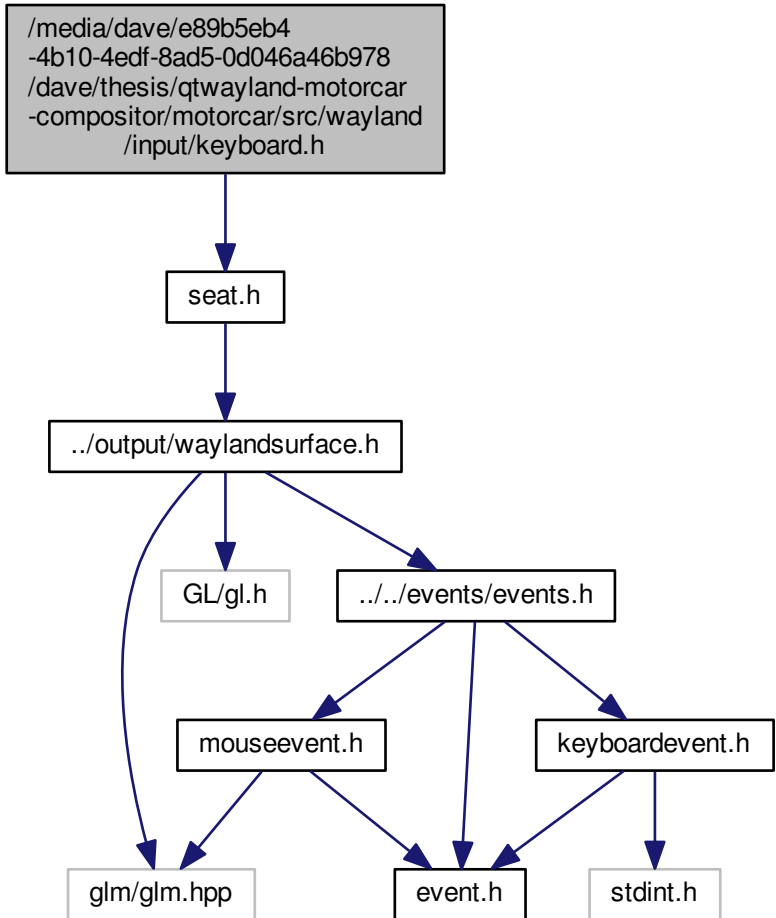 /media/dave/e89b5eb4
-4b10-4edf-8ad5-0d046a46b978
/dave/thesis/qtwayland-motorcar
-compositor/motorcar/src/wayland
/input/keyboard.h
seat.h
../output/waylandsurface.h
GL/gl.h
../../events/events.h
mouseevent.h
keyboardevent.h
glm/glm.hpp
event.h
stdint.h